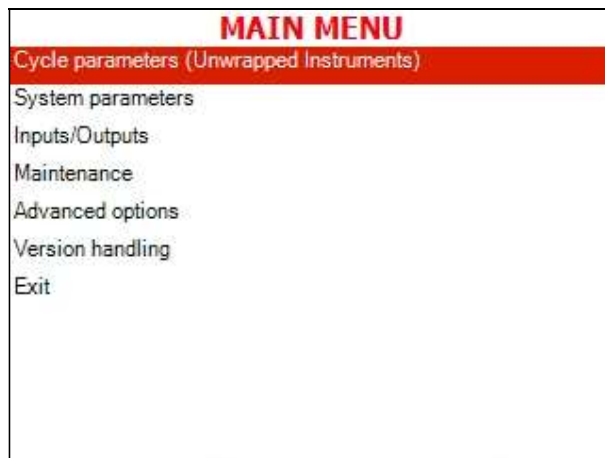 MAIN MENU
Cycle parameters (Unwrapped Instruments)
System parameters
Inputs/Outputs
Maintenance
Advanced options
Version handling
Exit